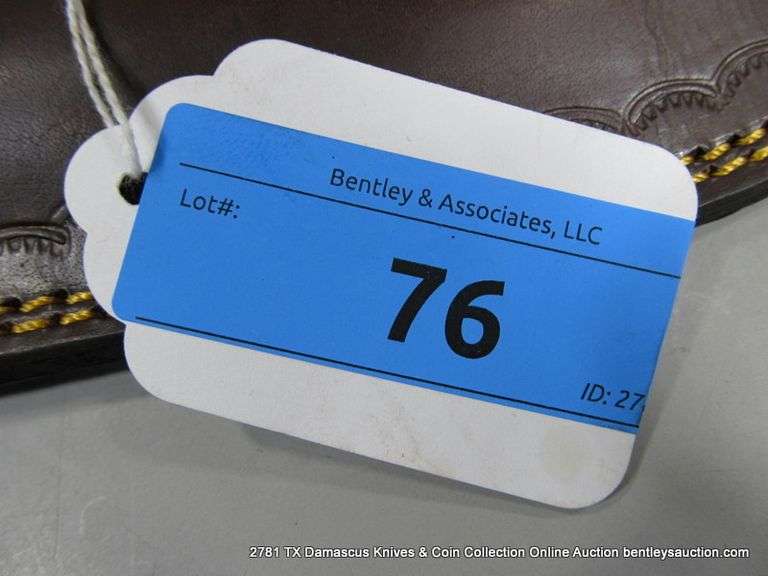 Bentley & Associates, LLC
Lot#:
76
ID: 27
2781 TX Damascus Knives & Coin Collection Online Auction bentleysauction.com